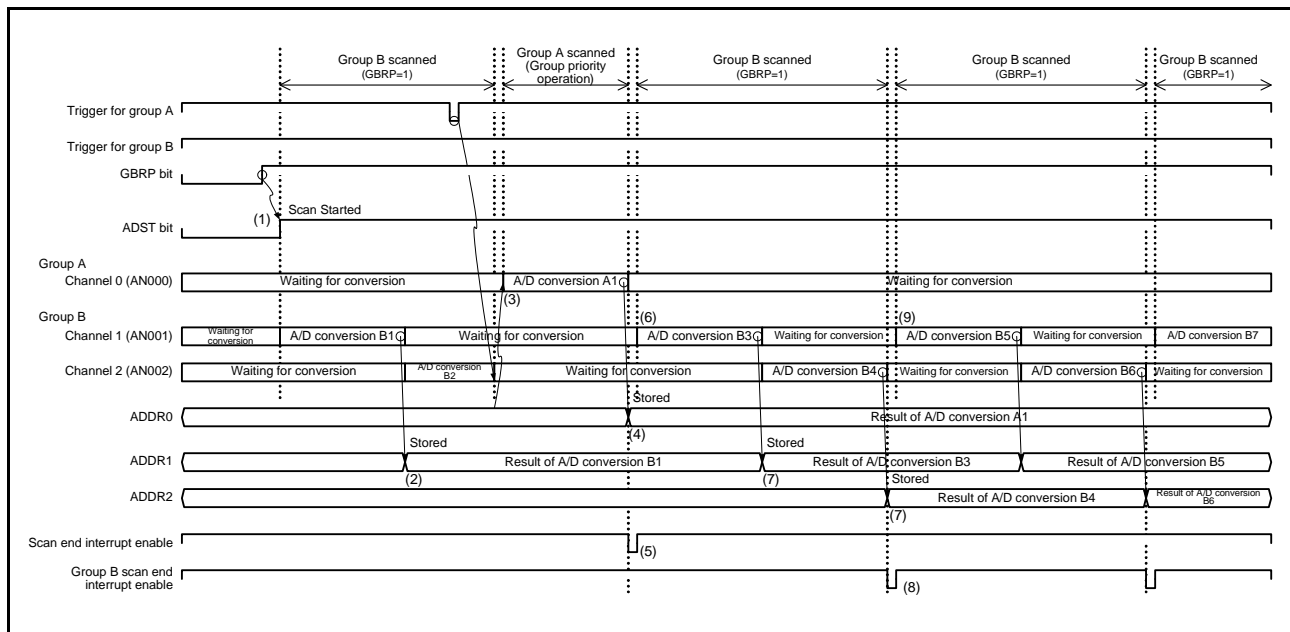 Group B scanned
(GBRP=1)
Group A scanned
(Group priority
operation)
Group B scanned
(GBRP=1)
Group B scanned
(GBRP=1)
Group B scanned
(GBRP=1)
Trigger for group A
Trigger for group B
GBRP bit
(1)
Scan Started
ADST bit
Group A
Channel 0 (AN000)
Waiting for conversion
A/D conversion A1
Waiting for conversion
(3)
Group B
(6)
(9)
Channel 1 (AN001)
Waiting for
conversion
A/D conversion B1
Waiting for conversion
A/D conversion B3
Waiting for conversion
A/D conversion B5
Waiting for conversion
A/D conversion B7
Channel 2 (AN002)
Waiting for conversion
A/D conversion
B2
Waiting for conversion
A/D conversion B4
Waiting for conversion
A/D conversion B6
Waiting for conversion
Stored
ADDR0
Result of A/D conversion A1
(4)
Stored
Stored
ADDR1
Result of A/D conversion B1
Result of A/D conversion B3
Result of A/D conversion B5
(2)
(7)
Stored
ADDR2
Result of A/D conversion B4
Result of A/D conversion
B6
(7)
Scan end interrupt enable
(5)
Group B scan end
interrupt enable
(8)